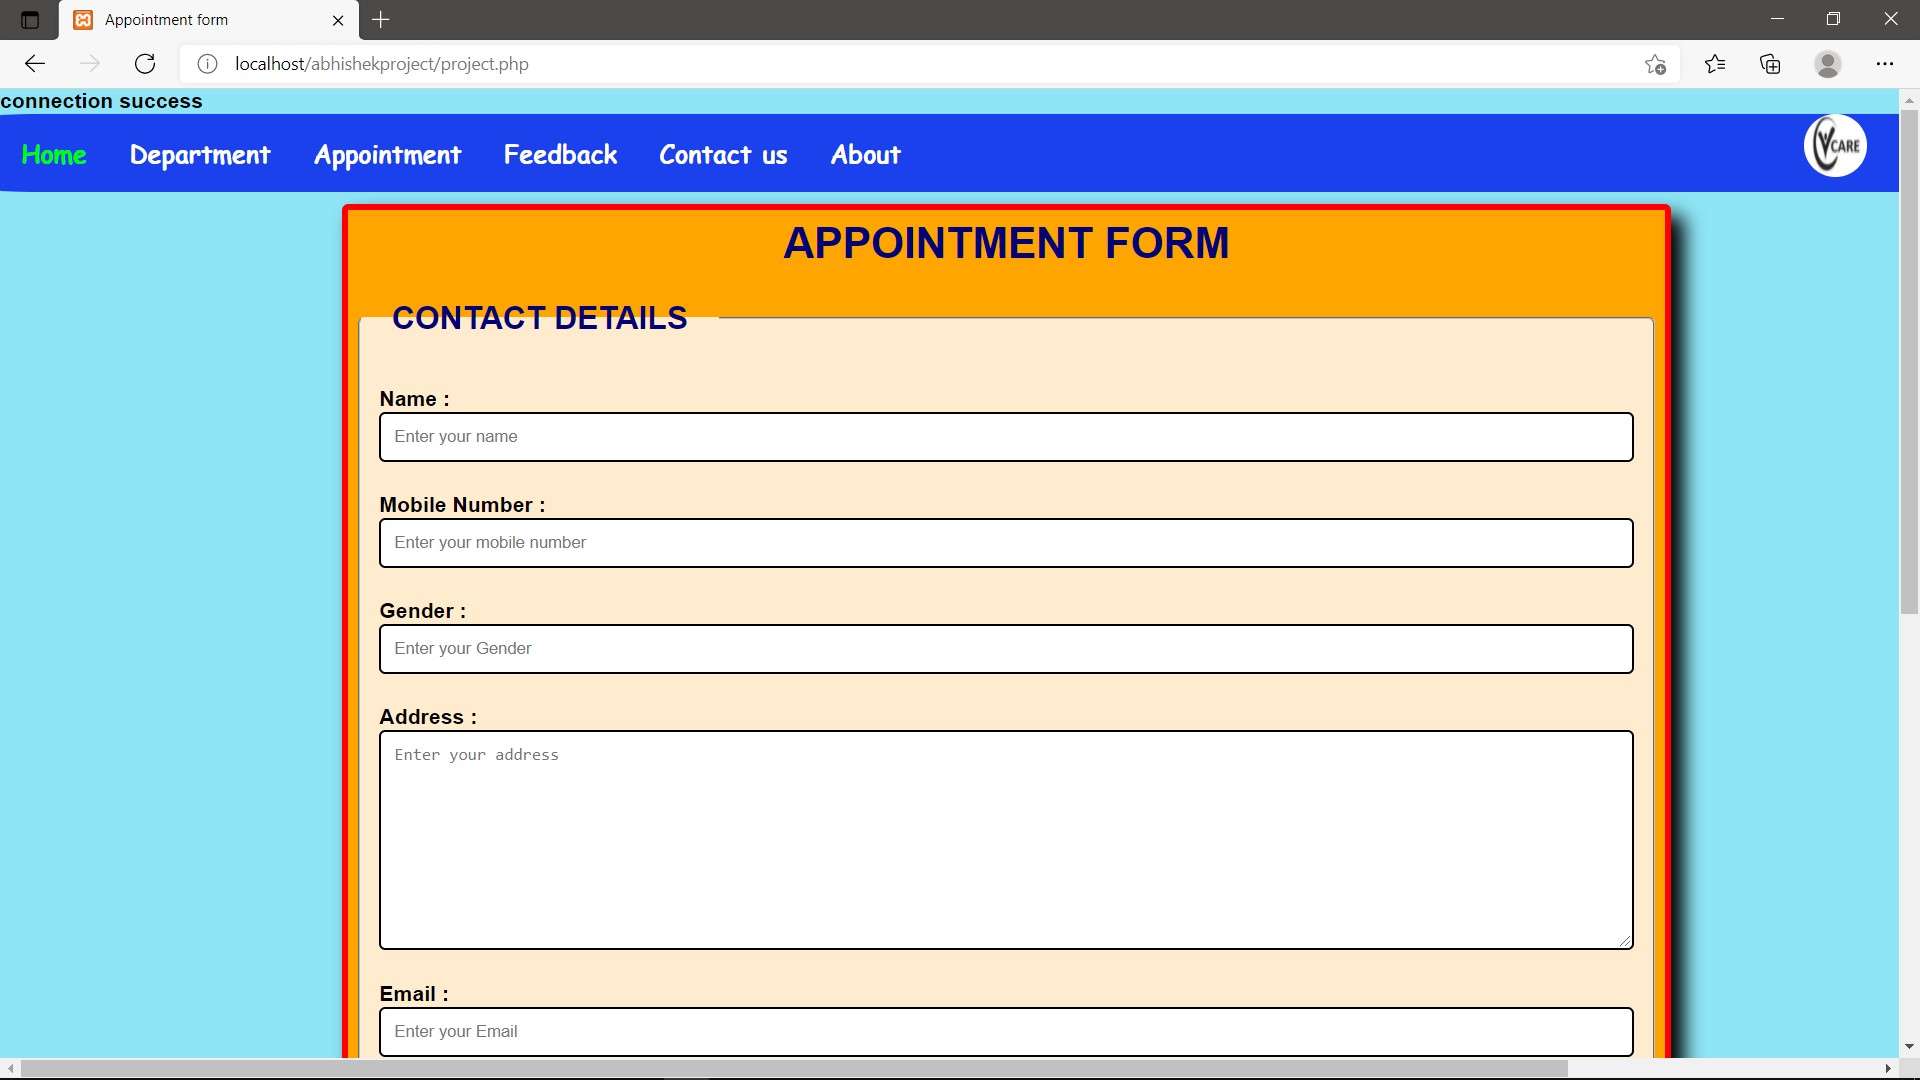 Appointment form
localhost/abhishekproject/project.php
connection success
Home Department Appointment Feedback Contact us About
CARE
APPOINTMENT FORM
CONTACT DETAILS
Name :
Enter your name
Mobile Number :
Enter your mobile number
Gender :
Enter your Gender
Address :
Enter your address
Email :
Enter your Email